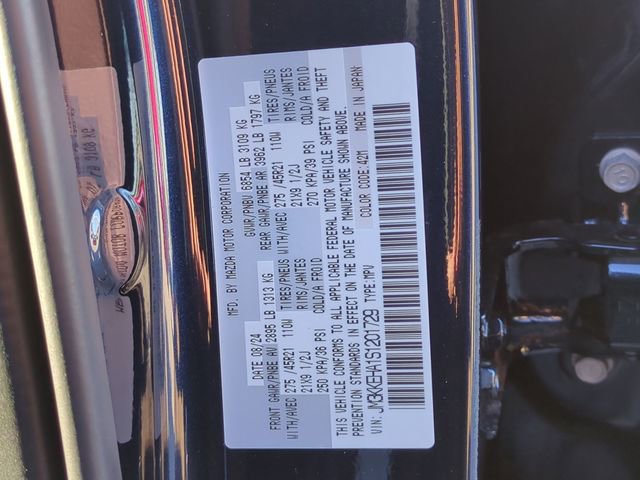 MFD. BY MAZDA MOTOR CORPORATION
DATE 08/24 GVWR/PNBV 6854 LB 3109 KG
FRONT GAWR/PNBE AV 2895 LB 1313 KG REAR GAWR/PNBE AR 3962 LB 1797 KG
WITH/AVEC 275 /45R21 110W TIRES/PNEUS WITH/AVEC 275 /45R21 110W TIRES/PNEUS
21X9 1/2J RIMS/JANTES 21X9 1/2J RIMS/JANTES
250 KPA/36 PSI COLD/A FROID 270 KPA/39 PSI COLD/A FROID
THIS VEHICLE CONFORMS TO ALL APPLICABLE FEDERAL MOTOR VEHICLE SAFETY AND THEFT
PREVENTION STANDARDS IN EFFECT ON THE DATE OF MANUFACTURE SHOWN ABOVE.
VIN: JM3KKEHA1S1201729 TYPE:MPV COLOR CODE:42M MADE IN JAPAN